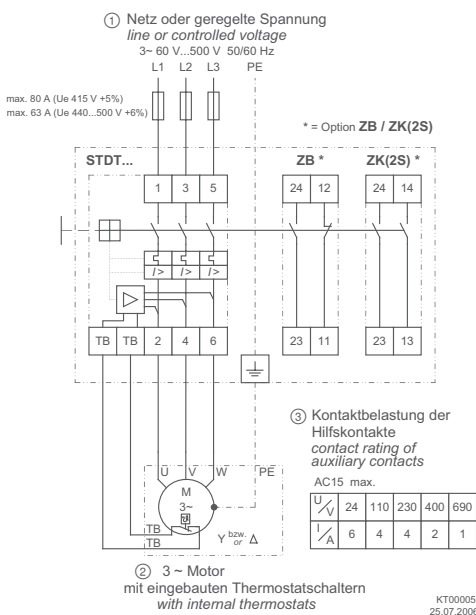 ① Netz oder geregelte Spannung
line or controlled voltage
3~ 60 V...500 V 50/60 Hz
L1 L2 L3 PE
max. 80 A (Ue 415 V +5%)
max. 63 A (Ue 440...500 V +6%)
* = Option ZB / ZK(2S)
STDT... ZB * ZK(2S) *
1 3 5 24 12 24 14
I> I> I>
TB TB 2 4 6 23 11 23 13
③ Kontaktbelastung der
Hilfskontakte
contact rating of
auxiliary contacts
AC15 max.
U/V 24 110 230 400 690
I/A 6 4 4 2 1
U V W PE
M
3~
TB
TB
Y bzw. or Δ
② 3 ~ Motor
mit eingebauten Thermostatschaltern
with internal thermostats
KT00005
25.07.2006